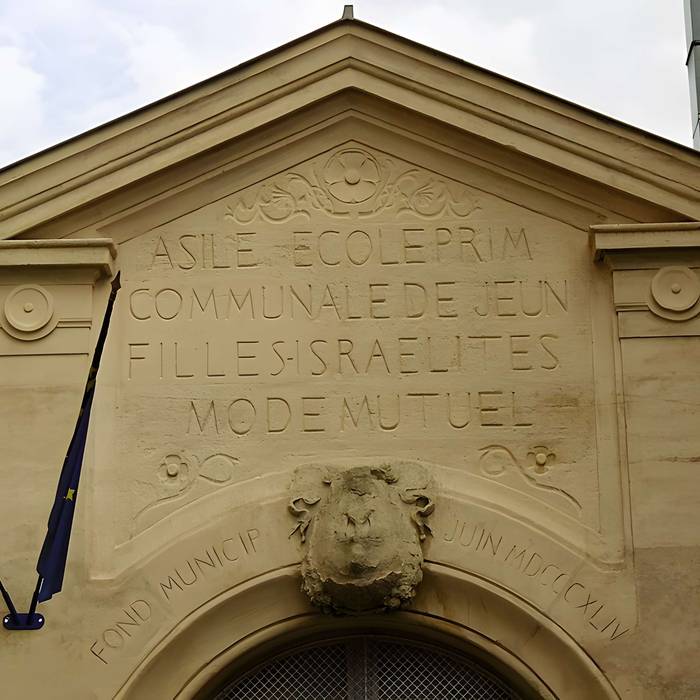 ASILE ECOLE PRIM
COMMUNALE DE JEUN
FILLES-ISRAELITES
MODE MUTUEL
FOND MUNICIP JUIN MDCCCXLIV